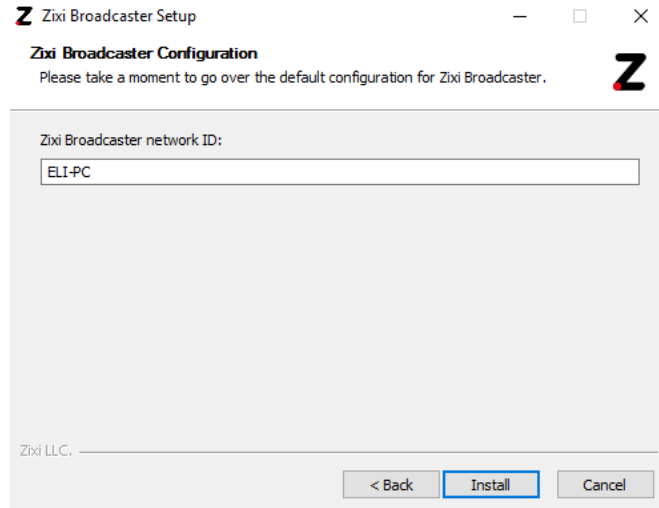 Z Zixi Broadcaster Setup
Zixi Broadcaster Configuration
Please take a moment to go over the default configuration for Zixi Broadcaster.
Z
Zixi Broadcaster network ID:
ELI-PC
Zixi LLC.
< Back Install Cancel